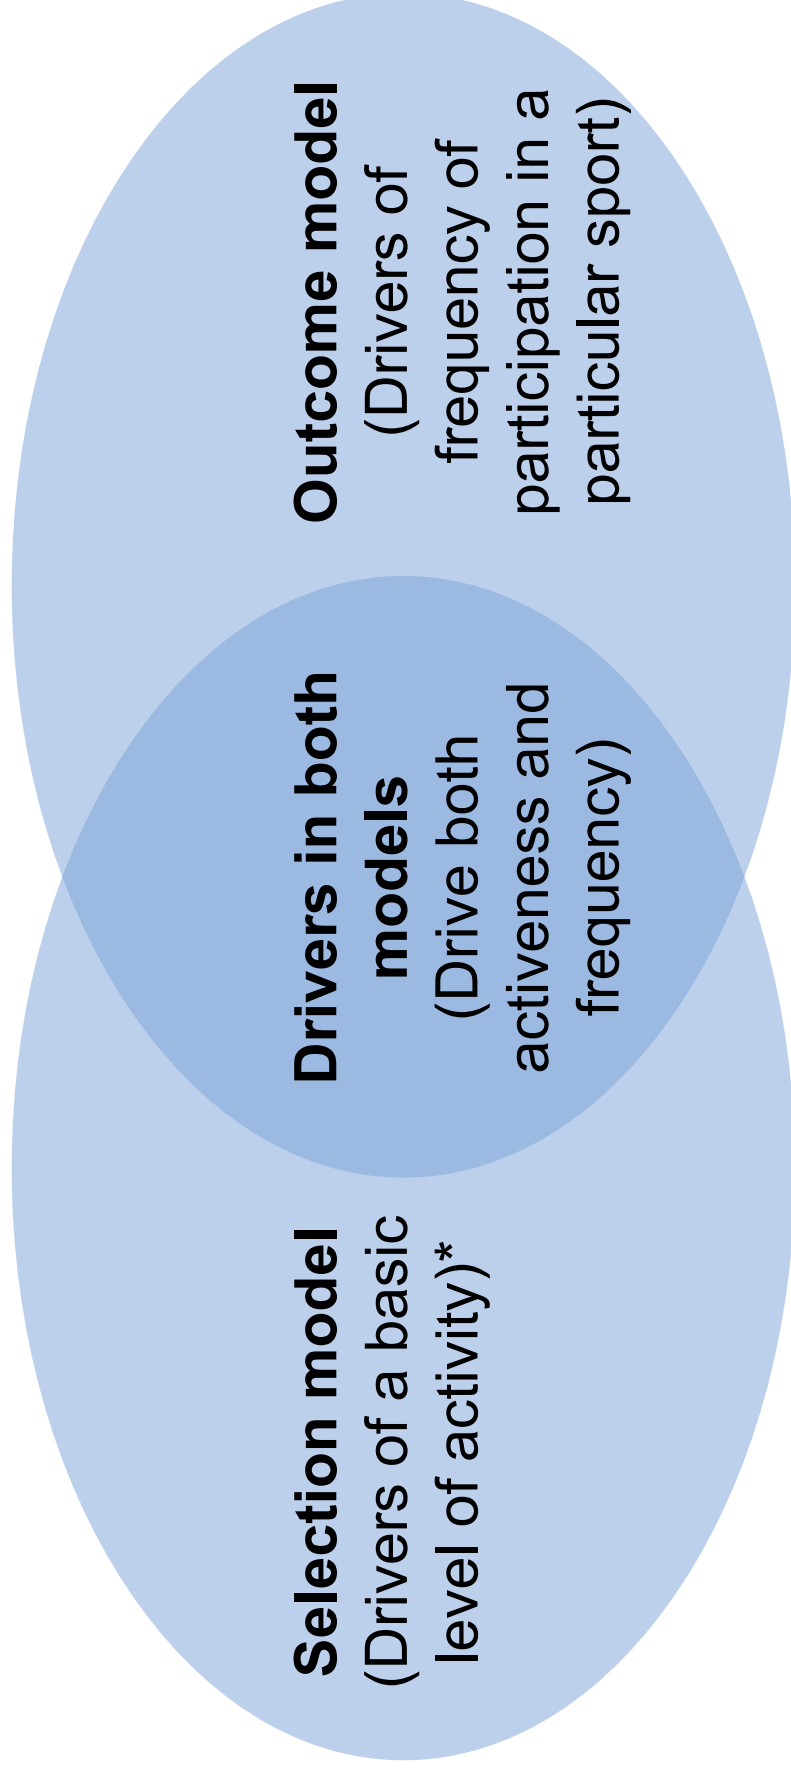 Selection model
(Drivers of a basic
level of activity)*
Drivers in both
models
(Drive both
activeness and
frequency)
Outcome model
(Drivers of
frequency of
participation in a
particular sport)